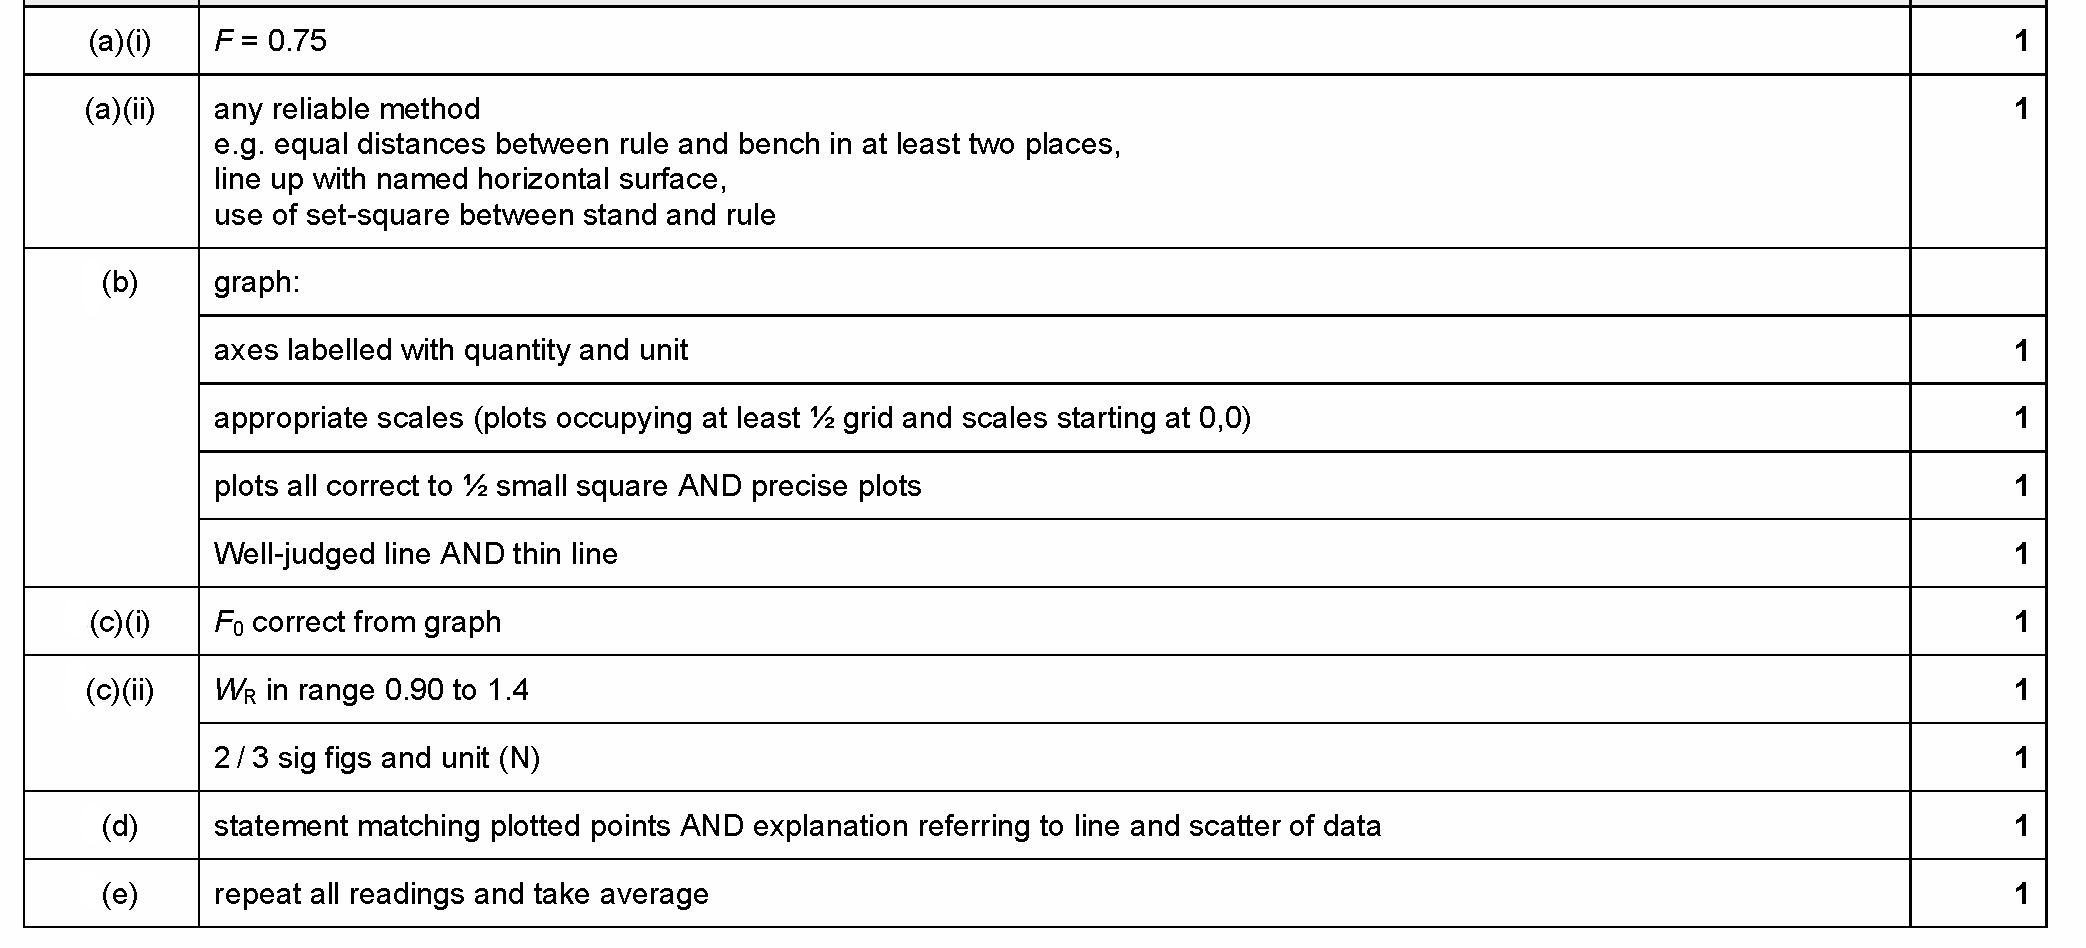 (a)(i) F = 0.75 1
(a)(ii) any reliable method 1
e.g. equal distances between rule and bench in at least two places,
line up with named horizontal surface,
use of set-square between stand and rule
(b) graph:
axes labelled with quantity and unit 1
appropriate scales (plots occupying at least ½ grid and scales starting at 0,0) 1
plots all correct to ½ small square AND precise plots 1
Well-judged line AND thin line 1
(c)(i) F₀ correct from graph 1
(c)(ii) W_R in range 0.90 to 1.4 1
2 / 3 sig figs and unit (N) 1
(d) statement matching plotted points AND explanation referring to line and scatter of data 1
(e) repeat all readings and take average 1